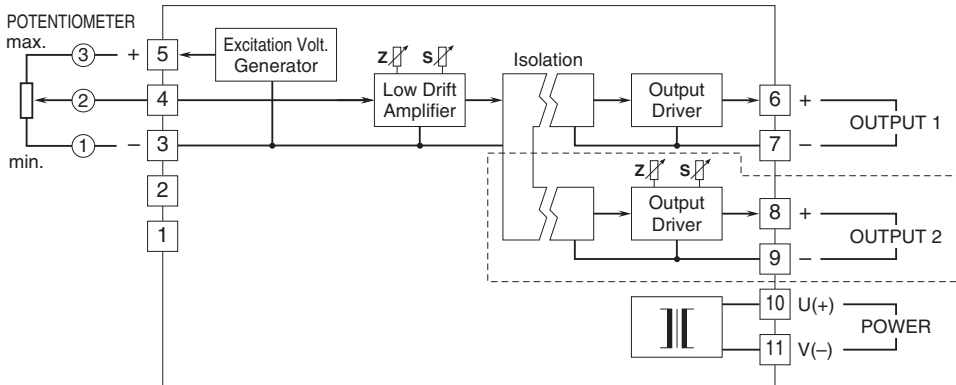 POTENTIOMETER
max.
3 + 5
Excitation Volt.
Generator
Z S
Isolation
2 4
Low Drift
Amplifier
Output
Driver
6 +
OUTPUT 1
1 – 3
7 –
min.
2
Z S
1
Output
Driver
8 +
OUTPUT 2
9 –
10 U(+)
POWER
11 V(–)